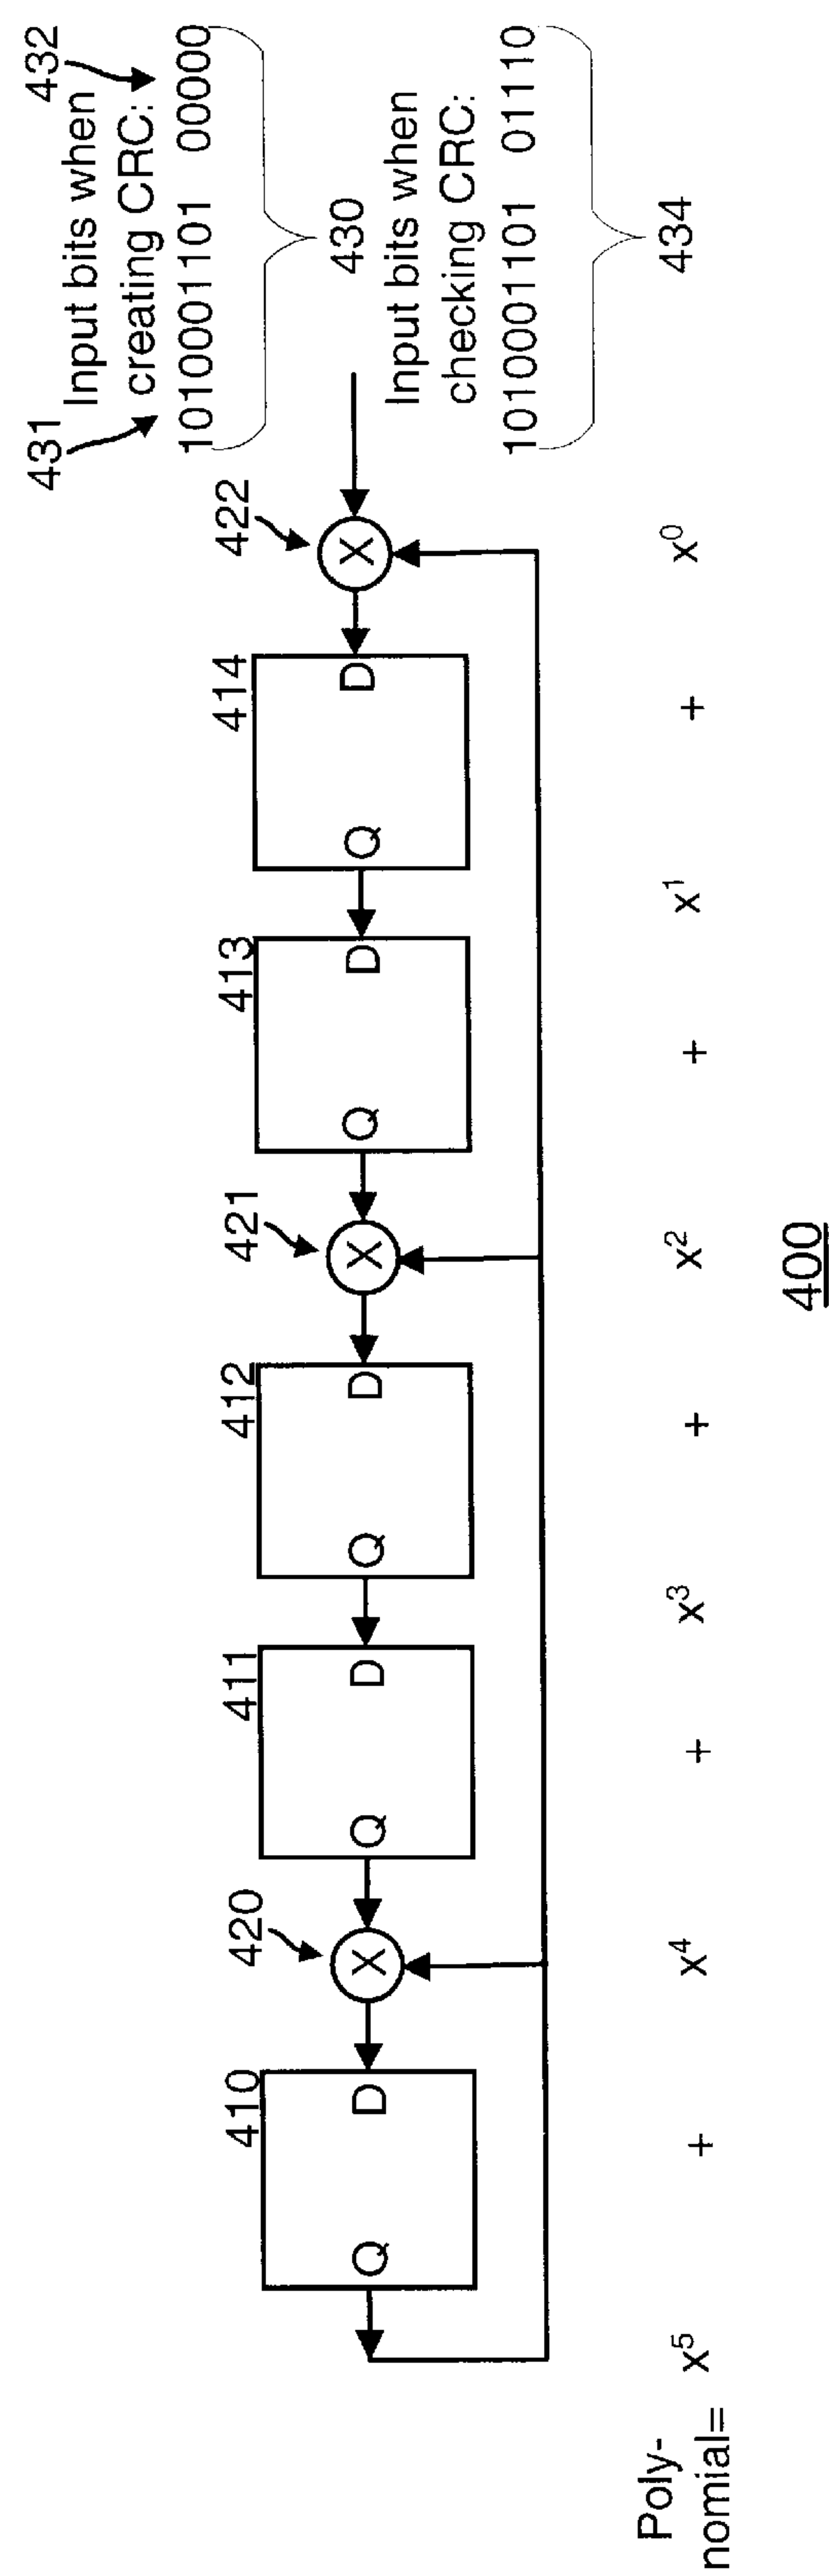 431
432
Input bits when
creating CRC:
1010001101 00000
430
Input bits when
checking CRC:
1010001101 01110
434
410
420
411
412
421
413
414
422
Q D
X
Q D
Q D
X
Q D
Q D
X
Poly-
nomial= x⁵ + x⁴ + x³ + x² + x¹ + x⁰
400